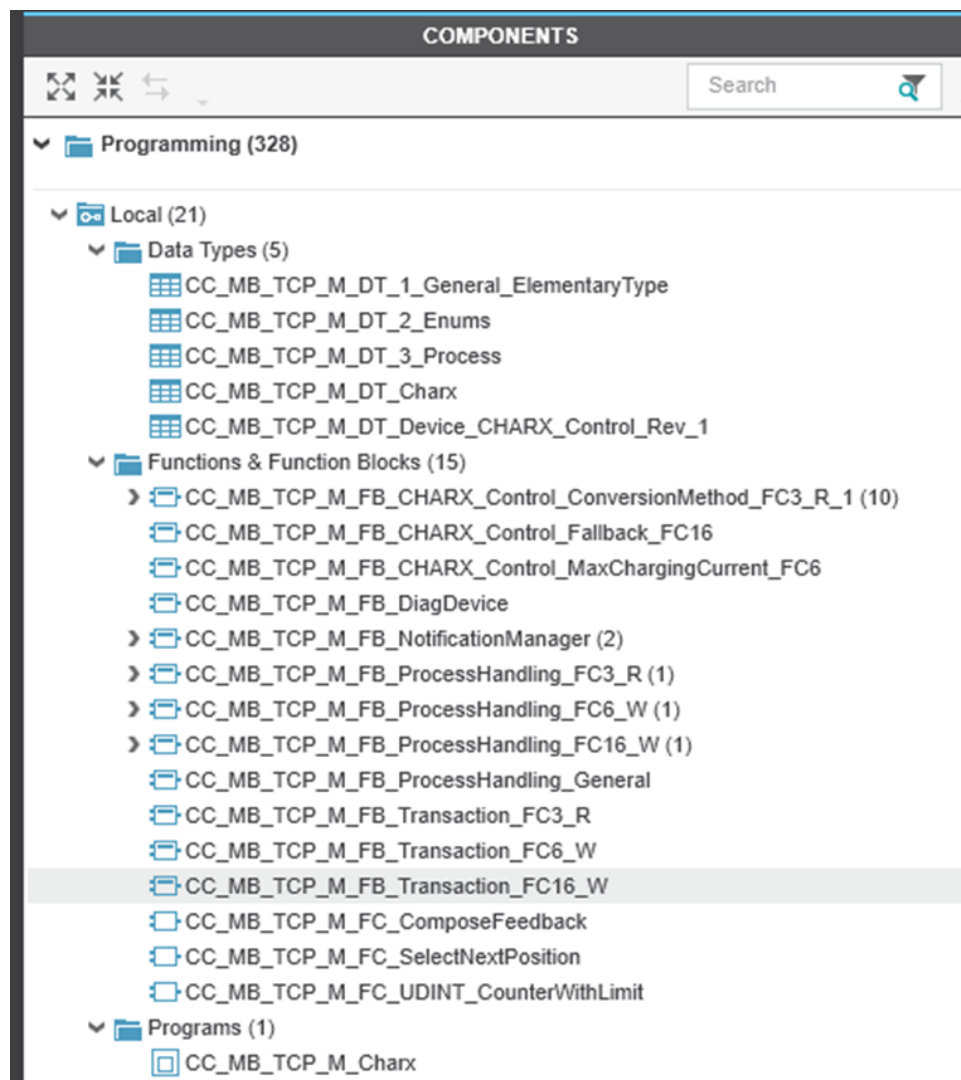 COMPONENTS
Search
Programming (328)
Local (21)
Data Types (5)
CC_MB_TCP_M_DT_1_General_ElementaryType
CC_MB_TCP_M_DT_2_Enums
CC_MB_TCP_M_DT_3_Process
CC_MB_TCP_M_DT_Charx
CC_MB_TCP_M_DT_Device_CHARX_Control_Rev_1
Functions & Function Blocks (15)
CC_MB_TCP_M_FB_CHARX_Control_ConversionMethod_FC3_R_1 (10)
CC_MB_TCP_M_FB_CHARX_Control_Fallback_FC16
CC_MB_TCP_M_FB_CHARX_Control_MaxChargingCurrent_FC6
CC_MB_TCP_M_FB_DiagDevice
CC_MB_TCP_M_FB_NotificationManager (2)
CC_MB_TCP_M_FB_ProcessHandling_FC3_R (1)
CC_MB_TCP_M_FB_ProcessHandling_FC6_W (1)
CC_MB_TCP_M_FB_ProcessHandling_FC16_W (1)
CC_MB_TCP_M_FB_ProcessHandling_General
CC_MB_TCP_M_FB_Transaction_FC3_R
CC_MB_TCP_M_FB_Transaction_FC6_W
CC_MB_TCP_M_FB_Transaction_FC16_W
CC_MB_TCP_M_FC_ComposeFeedback
CC_MB_TCP_M_FC_SelectNextPosition
CC_MB_TCP_M_FC_UDINT_CounterWithLimit
Programs (1)
CC_MB_TCP_M_Charx